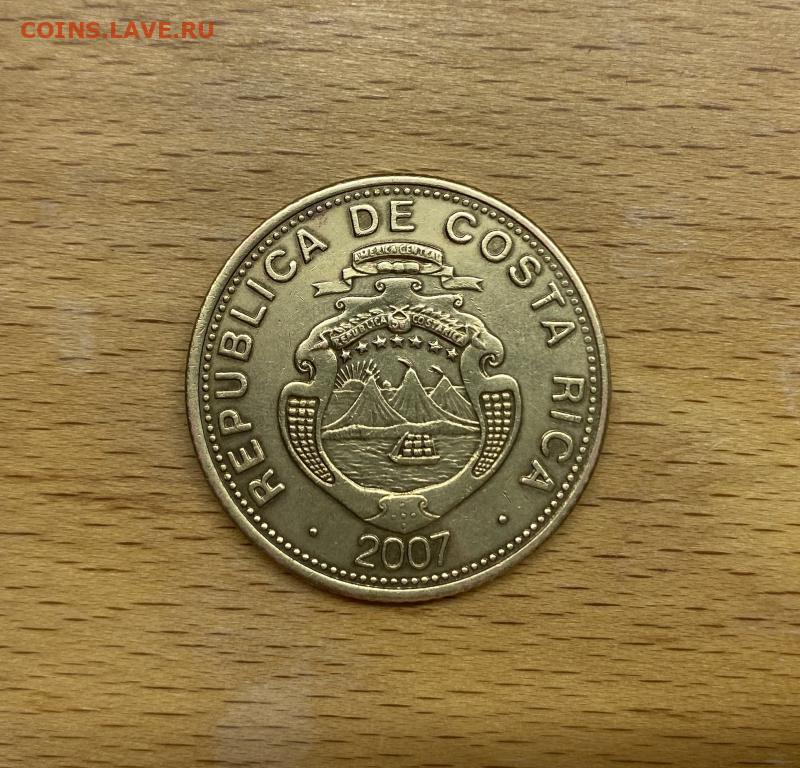 COINS.LAVE.RU
REPUBLICA DE COSTA RICA
AMERICA CENTRAL
REPUBLICA DE COSTA RICA
· 2007 ·